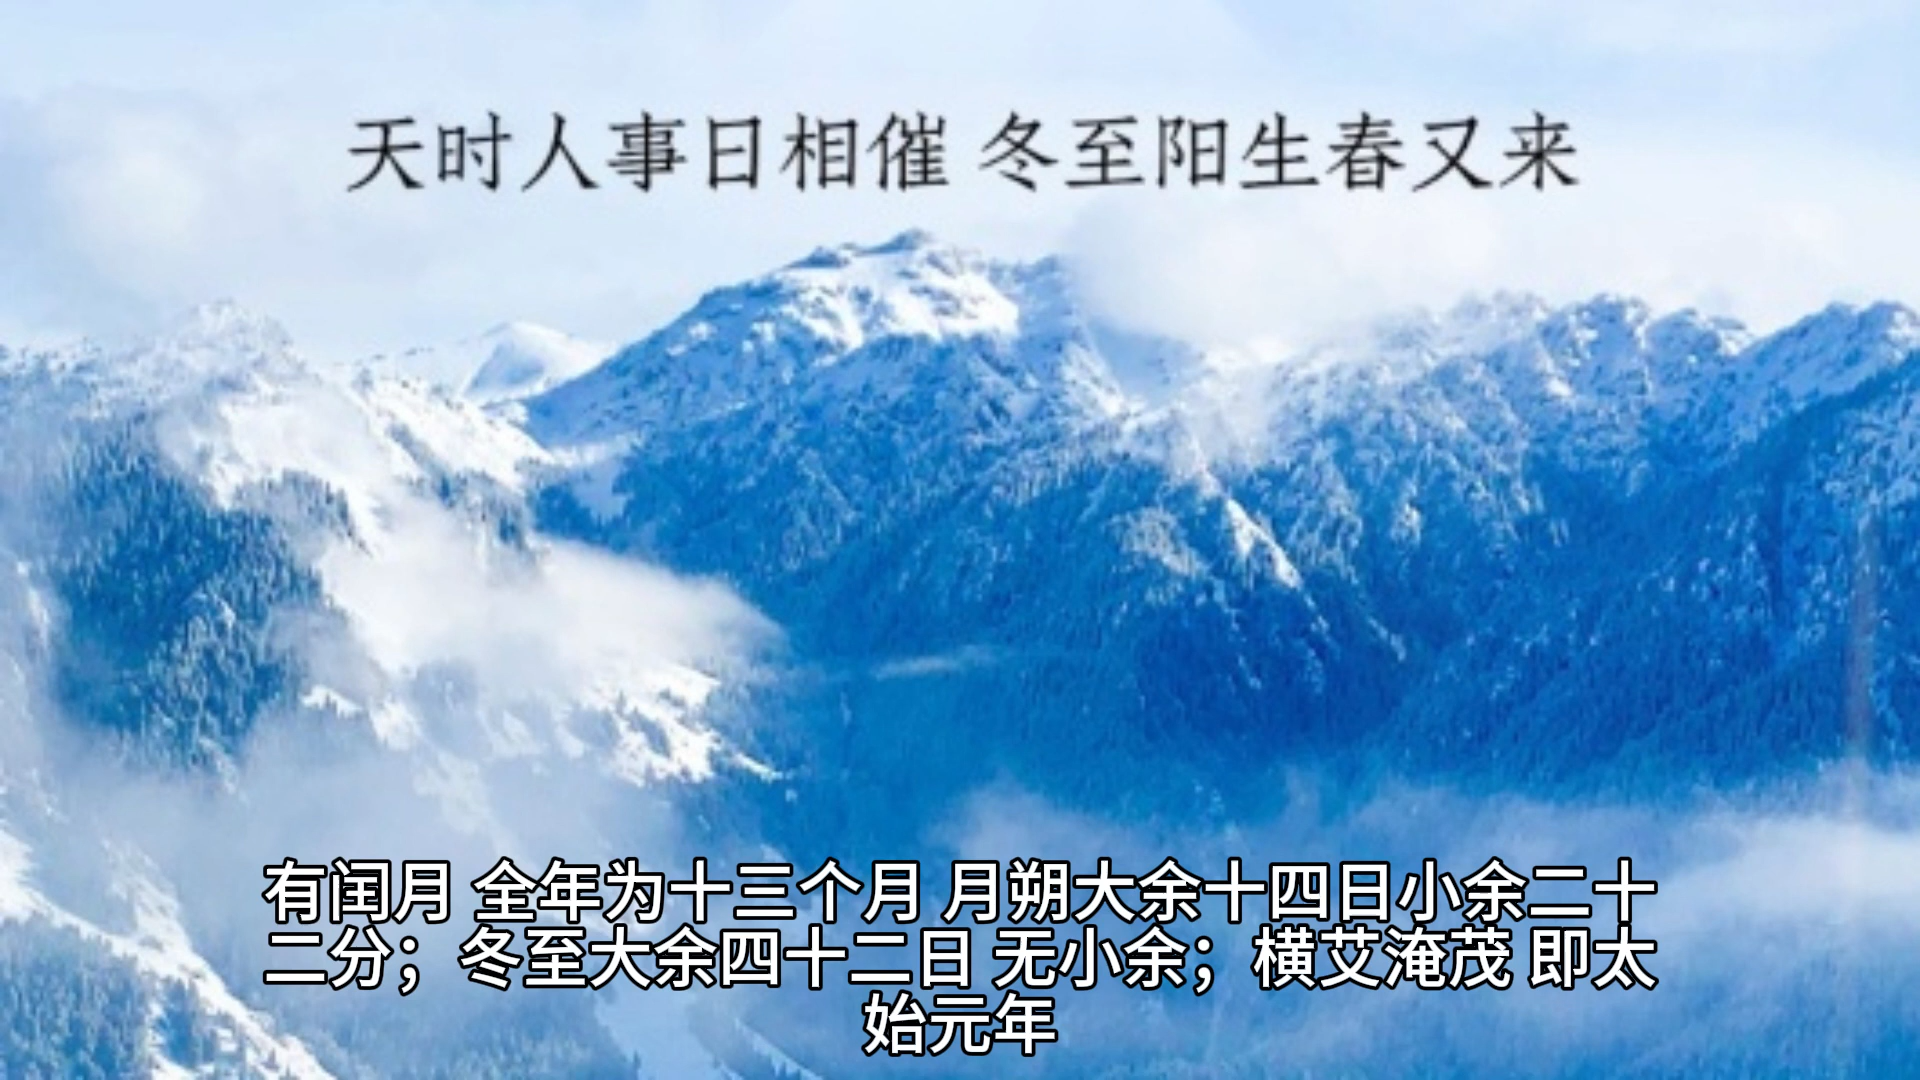 天时人事日相催 冬至阳生春又来
有闰月 全年为十三个月 月朔大余十四日小余二十
二分；冬至大余四十二日 无小余；横艾淹茂 即太
始元年